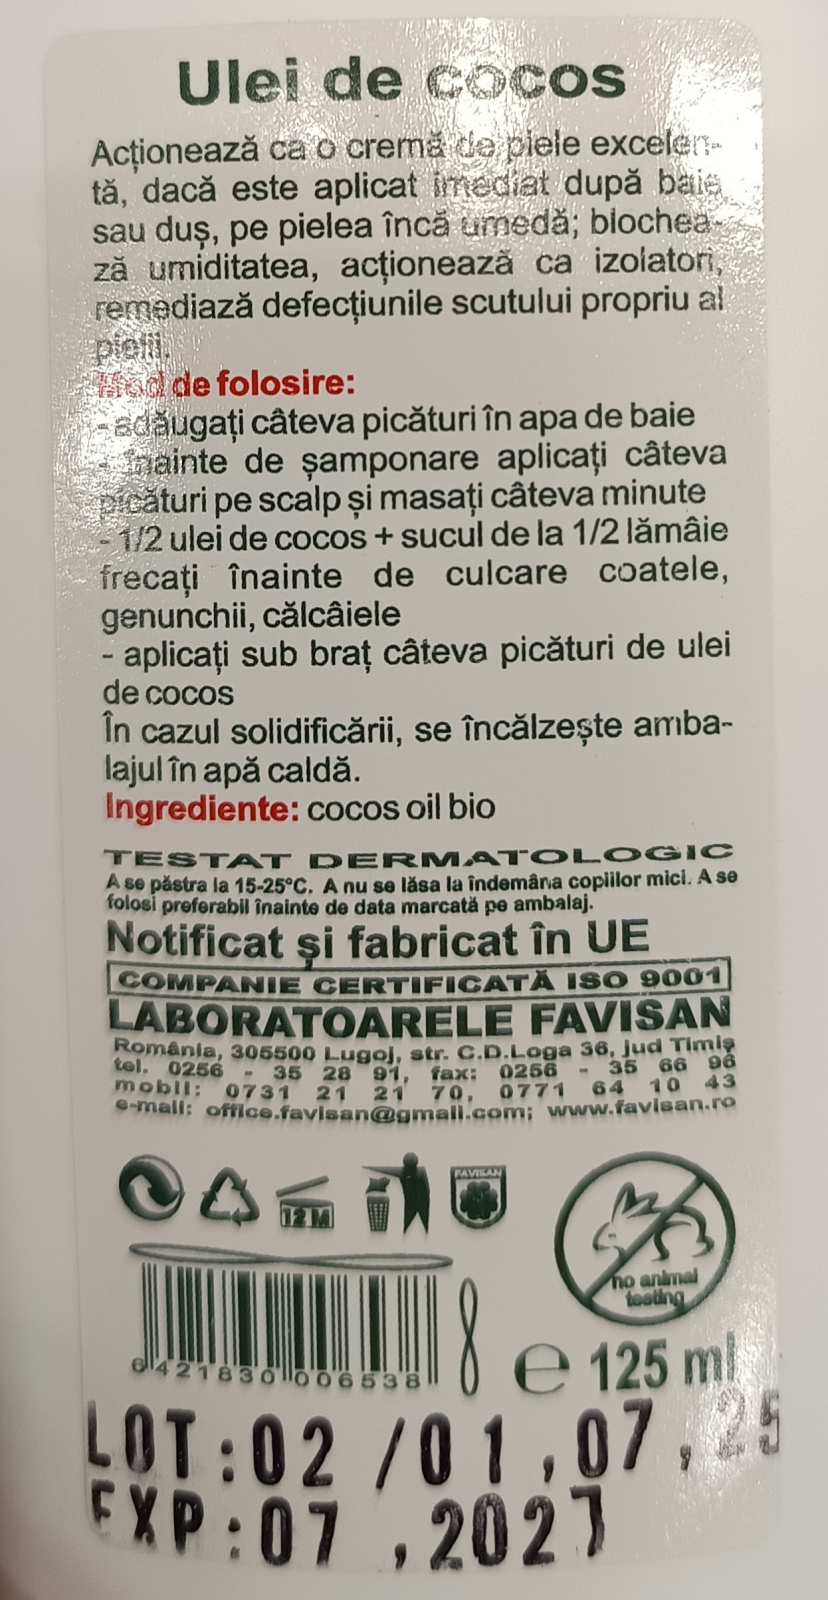 Ulei de cocos
Acționează ca o cremă de piele excelen-
tă, dacă este aplicat imediat după baie
sau duș, pe pielea încă umedă; blochea-
ză umiditatea, acționează ca izolatori,
remediază defecțiunile scutului propriu al
pielii.
Mod de folosire:
- adăugați câteva picături în apa de baie
- înainte de șamponare aplicați câteva
picături pe scalp și masați câteva minute
- 1/2 ulei de cocos + sucul de la 1/2 lămâie
frecați înainte de culcare coatele,
genunchii, călcâiele
- aplicați sub braț câteva picături de ulei
de cocos
În cazul solidificării, se încălzește amba-
lajul în apă caldă.
Ingrediente: cocos oil bio
TESTAT DERMATOLOGIC
A se păstra la 15-25°C. A nu se lăsa la îndemâna copiilor mici. A se
folosi preferabil înainte de data marcată pe ambalaj.
Notificat și fabricat în UE
COMPANIE CERTIFICATĂ ISO 9001
LABORATOARELE FAVISAN
România, 305500 Lugoj, str. C.D.Loga 36, jud Timiș
tel. 0256 - 35 28 91, fax: 0256 - 35 66 96
mobil: 0731 21 21 70, 0771 64 10 43
e-mail: office.favisan@gmail.com; www.favisan.ro
12 M
FAVISAN
no animal
testing
6421830006538
e 125 ml
LOT:02 /01,07,25
EXP:07 ,2027